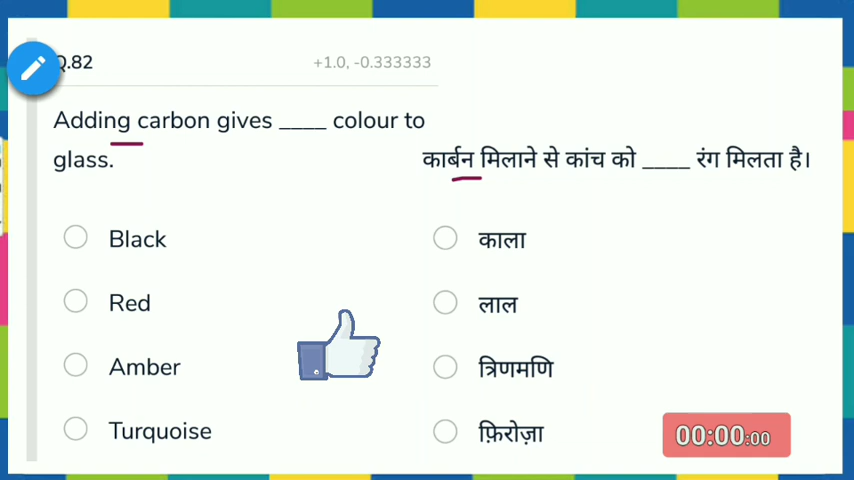 Q.82
+1.0, -0.333333
Adding carbon gives ____ colour to
glass.
कार्बन मिलाने से कांच को ____ रंग मिलता है।
Black
Red
Amber
Turquoise
काला
लाल
त्रिणमणि
फ़िरोज़ा
00:00:00